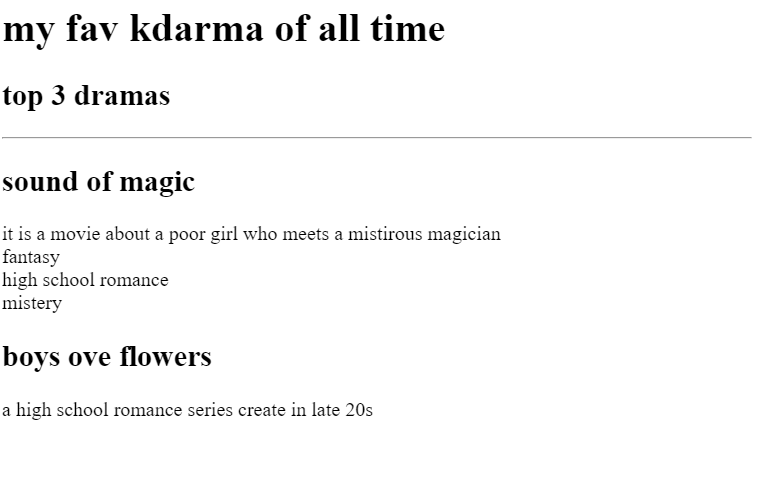 my fav kdarma of all time
top 3 dramas
sound of magic
it is a movie about a poor girl who meets a mistirous magician
fantasy
high school romance
mistery
boys ove flowers
a high school romance series create in late 20s